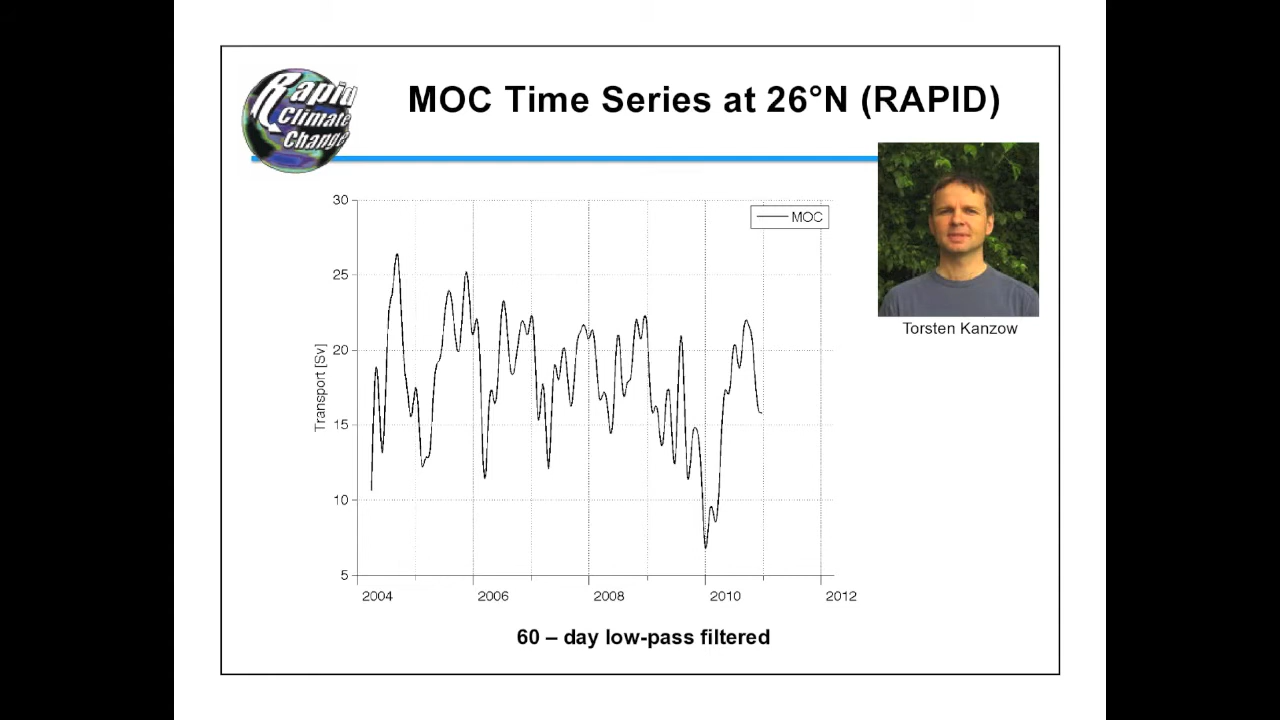 Rapid
Climate
Change
MOC Time Series at 26°N (RAPID)
Torsten Kanzow
MOC
30
25
20
15
10
5
Transport [Sv]
2004 2006 2008 2010 2012
60 – day low-pass filtered